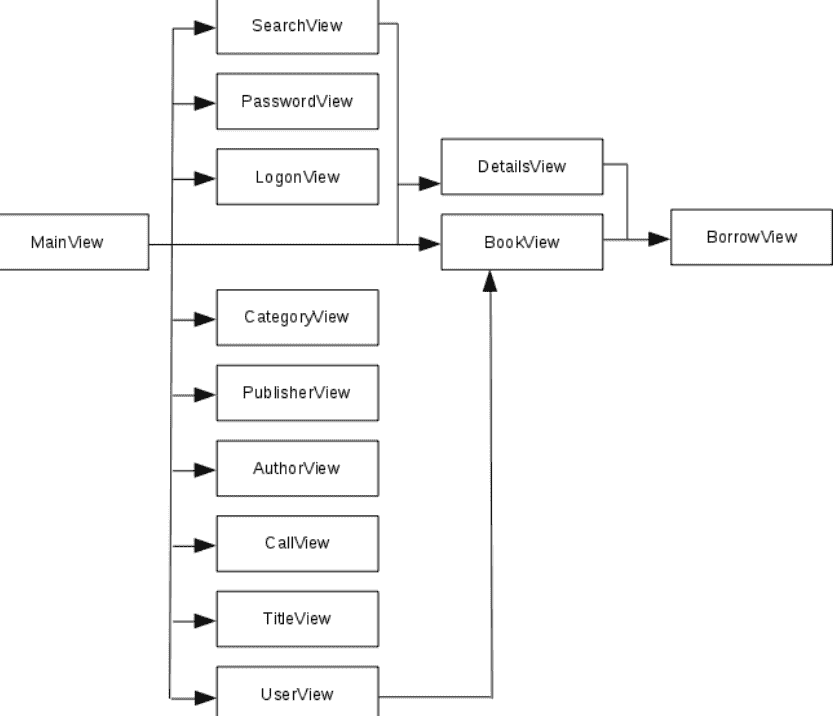 SearchView
PasswordView
LogonView
DetailsView
MainView
BookView
BorrowView
CategoryView
PublisherView
AuthorView
CallView
TitleView
UserView